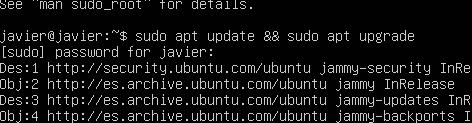 See "man sudo_root" for details.
javier@javier:~$ sudo apt update && sudo apt upgrade
[sudo] password for javier:
Des:1 http://security.ubuntu.com/ubuntu jammy-security InRe
Obj:2 http://es.archive.ubuntu.com/ubuntu jammy InRelease
Des:3 http://es.archive.ubuntu.com/ubuntu jammy-updates InR
Obj:4 http://es.archive.ubuntu.com/ubuntu jammy-backports I